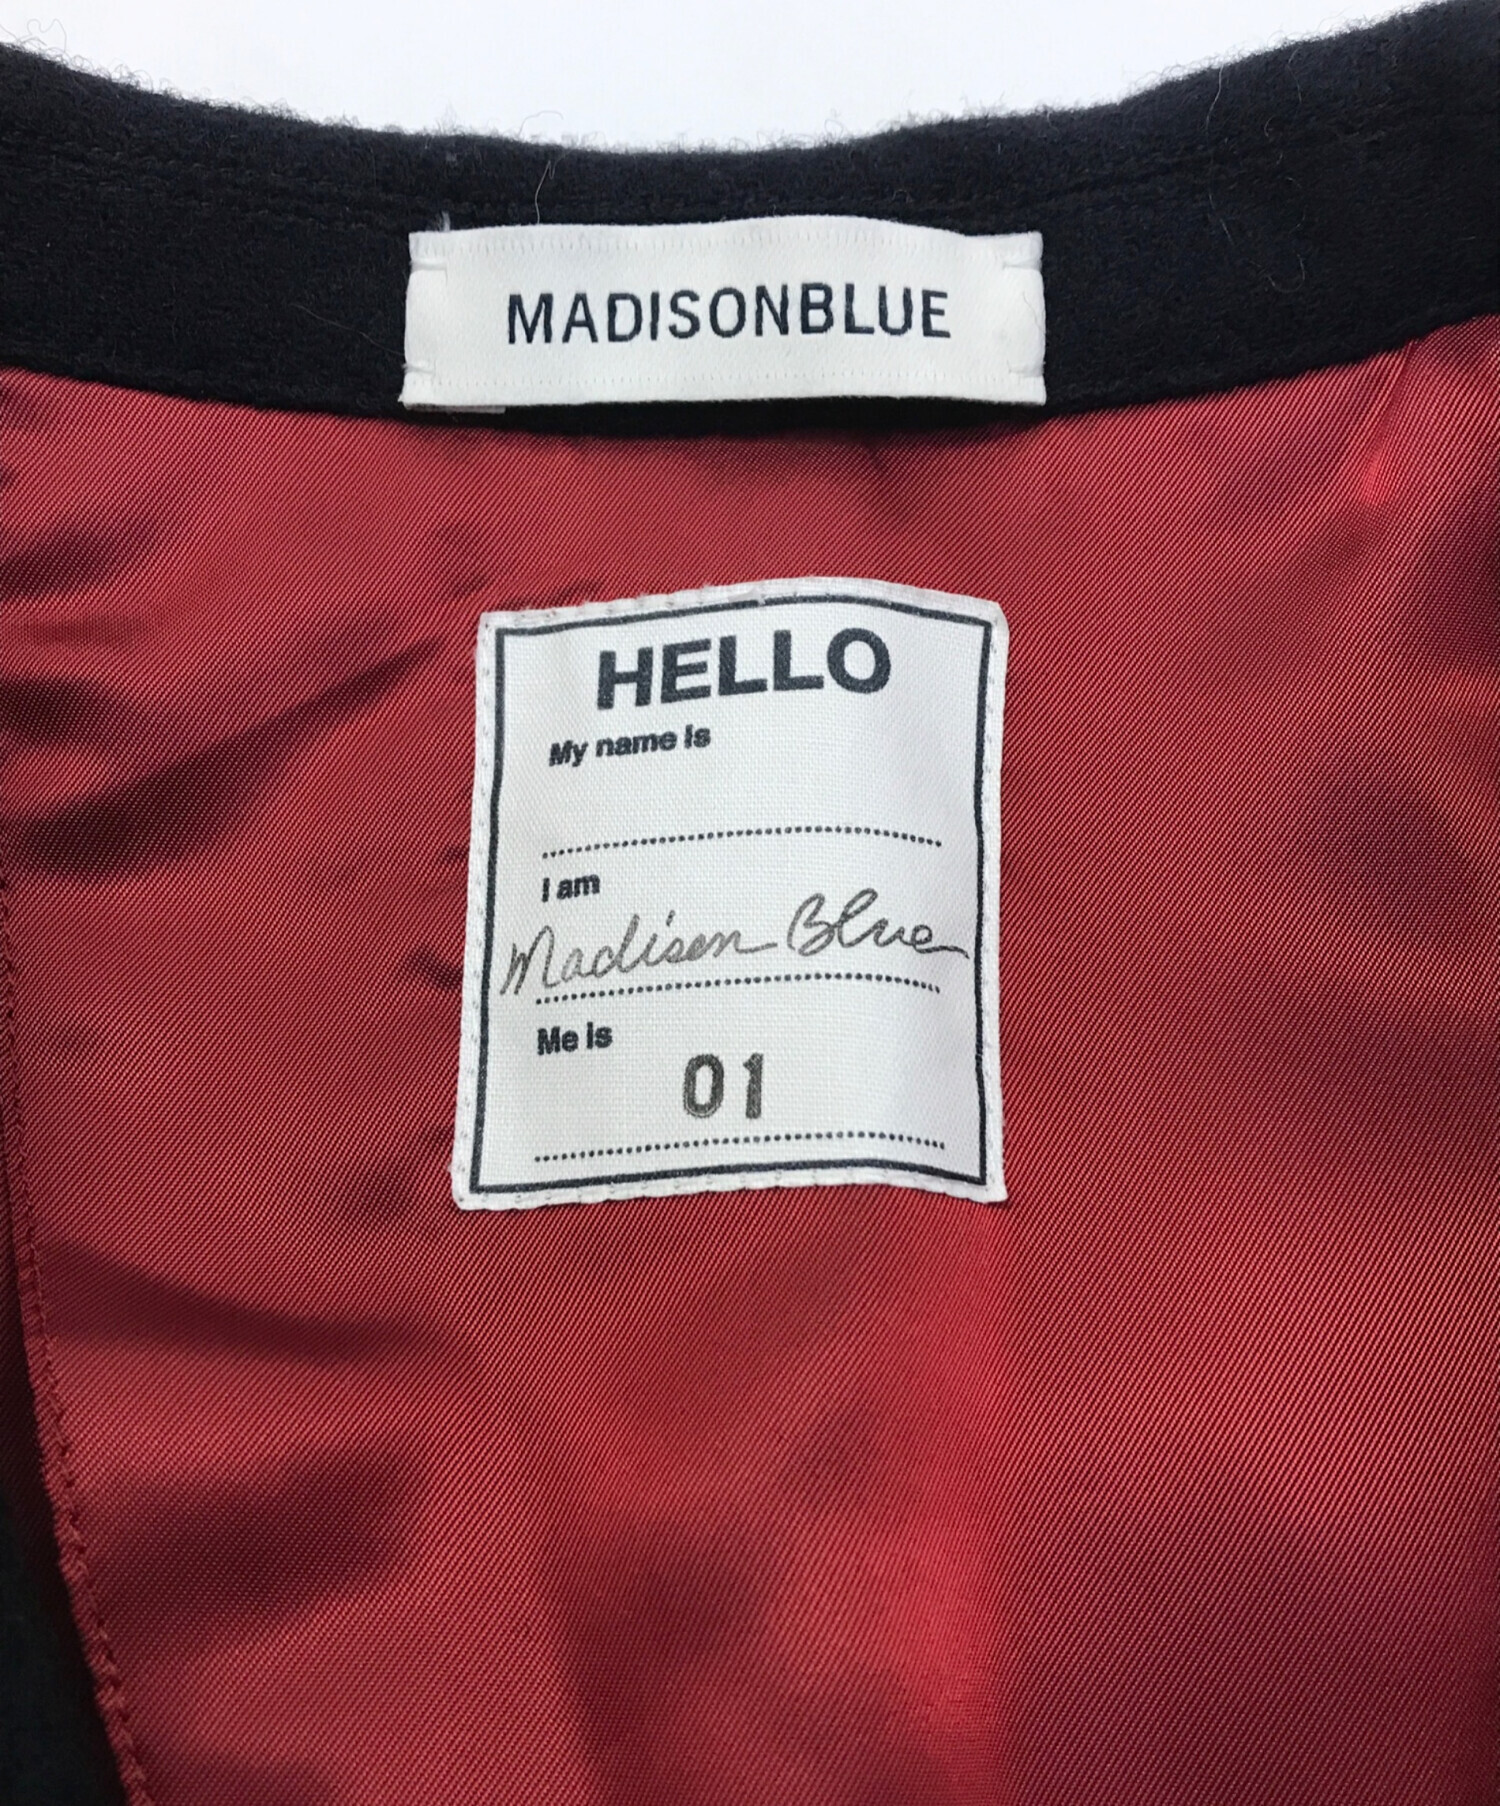 MADISONBLUE
HELLO
My name is
I am
Madison Blue
Me is
01